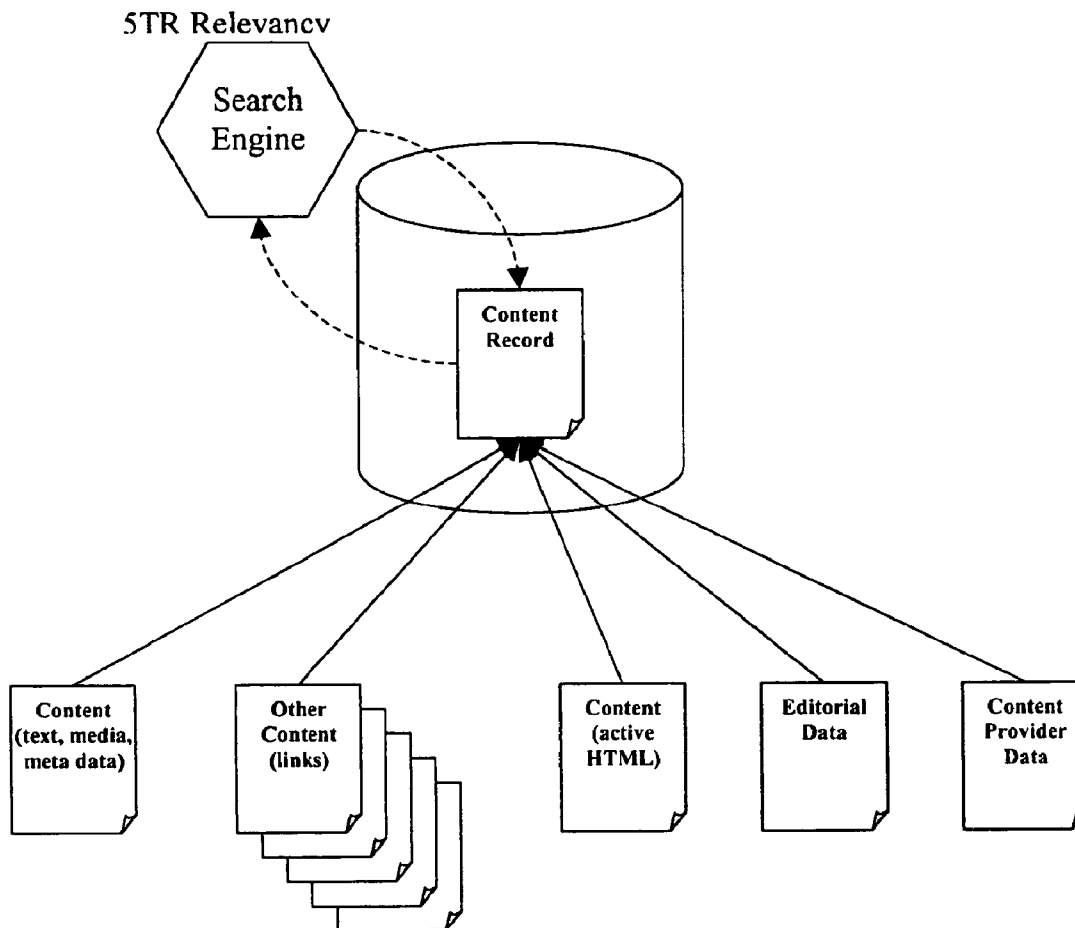 5TR Relevancy
Search
Engine
Content
Record
Content
(text, media,
meta data)
Other
Content
(links)
Content
(active
HTML)
Editorial
Data
Content
Provider
Data